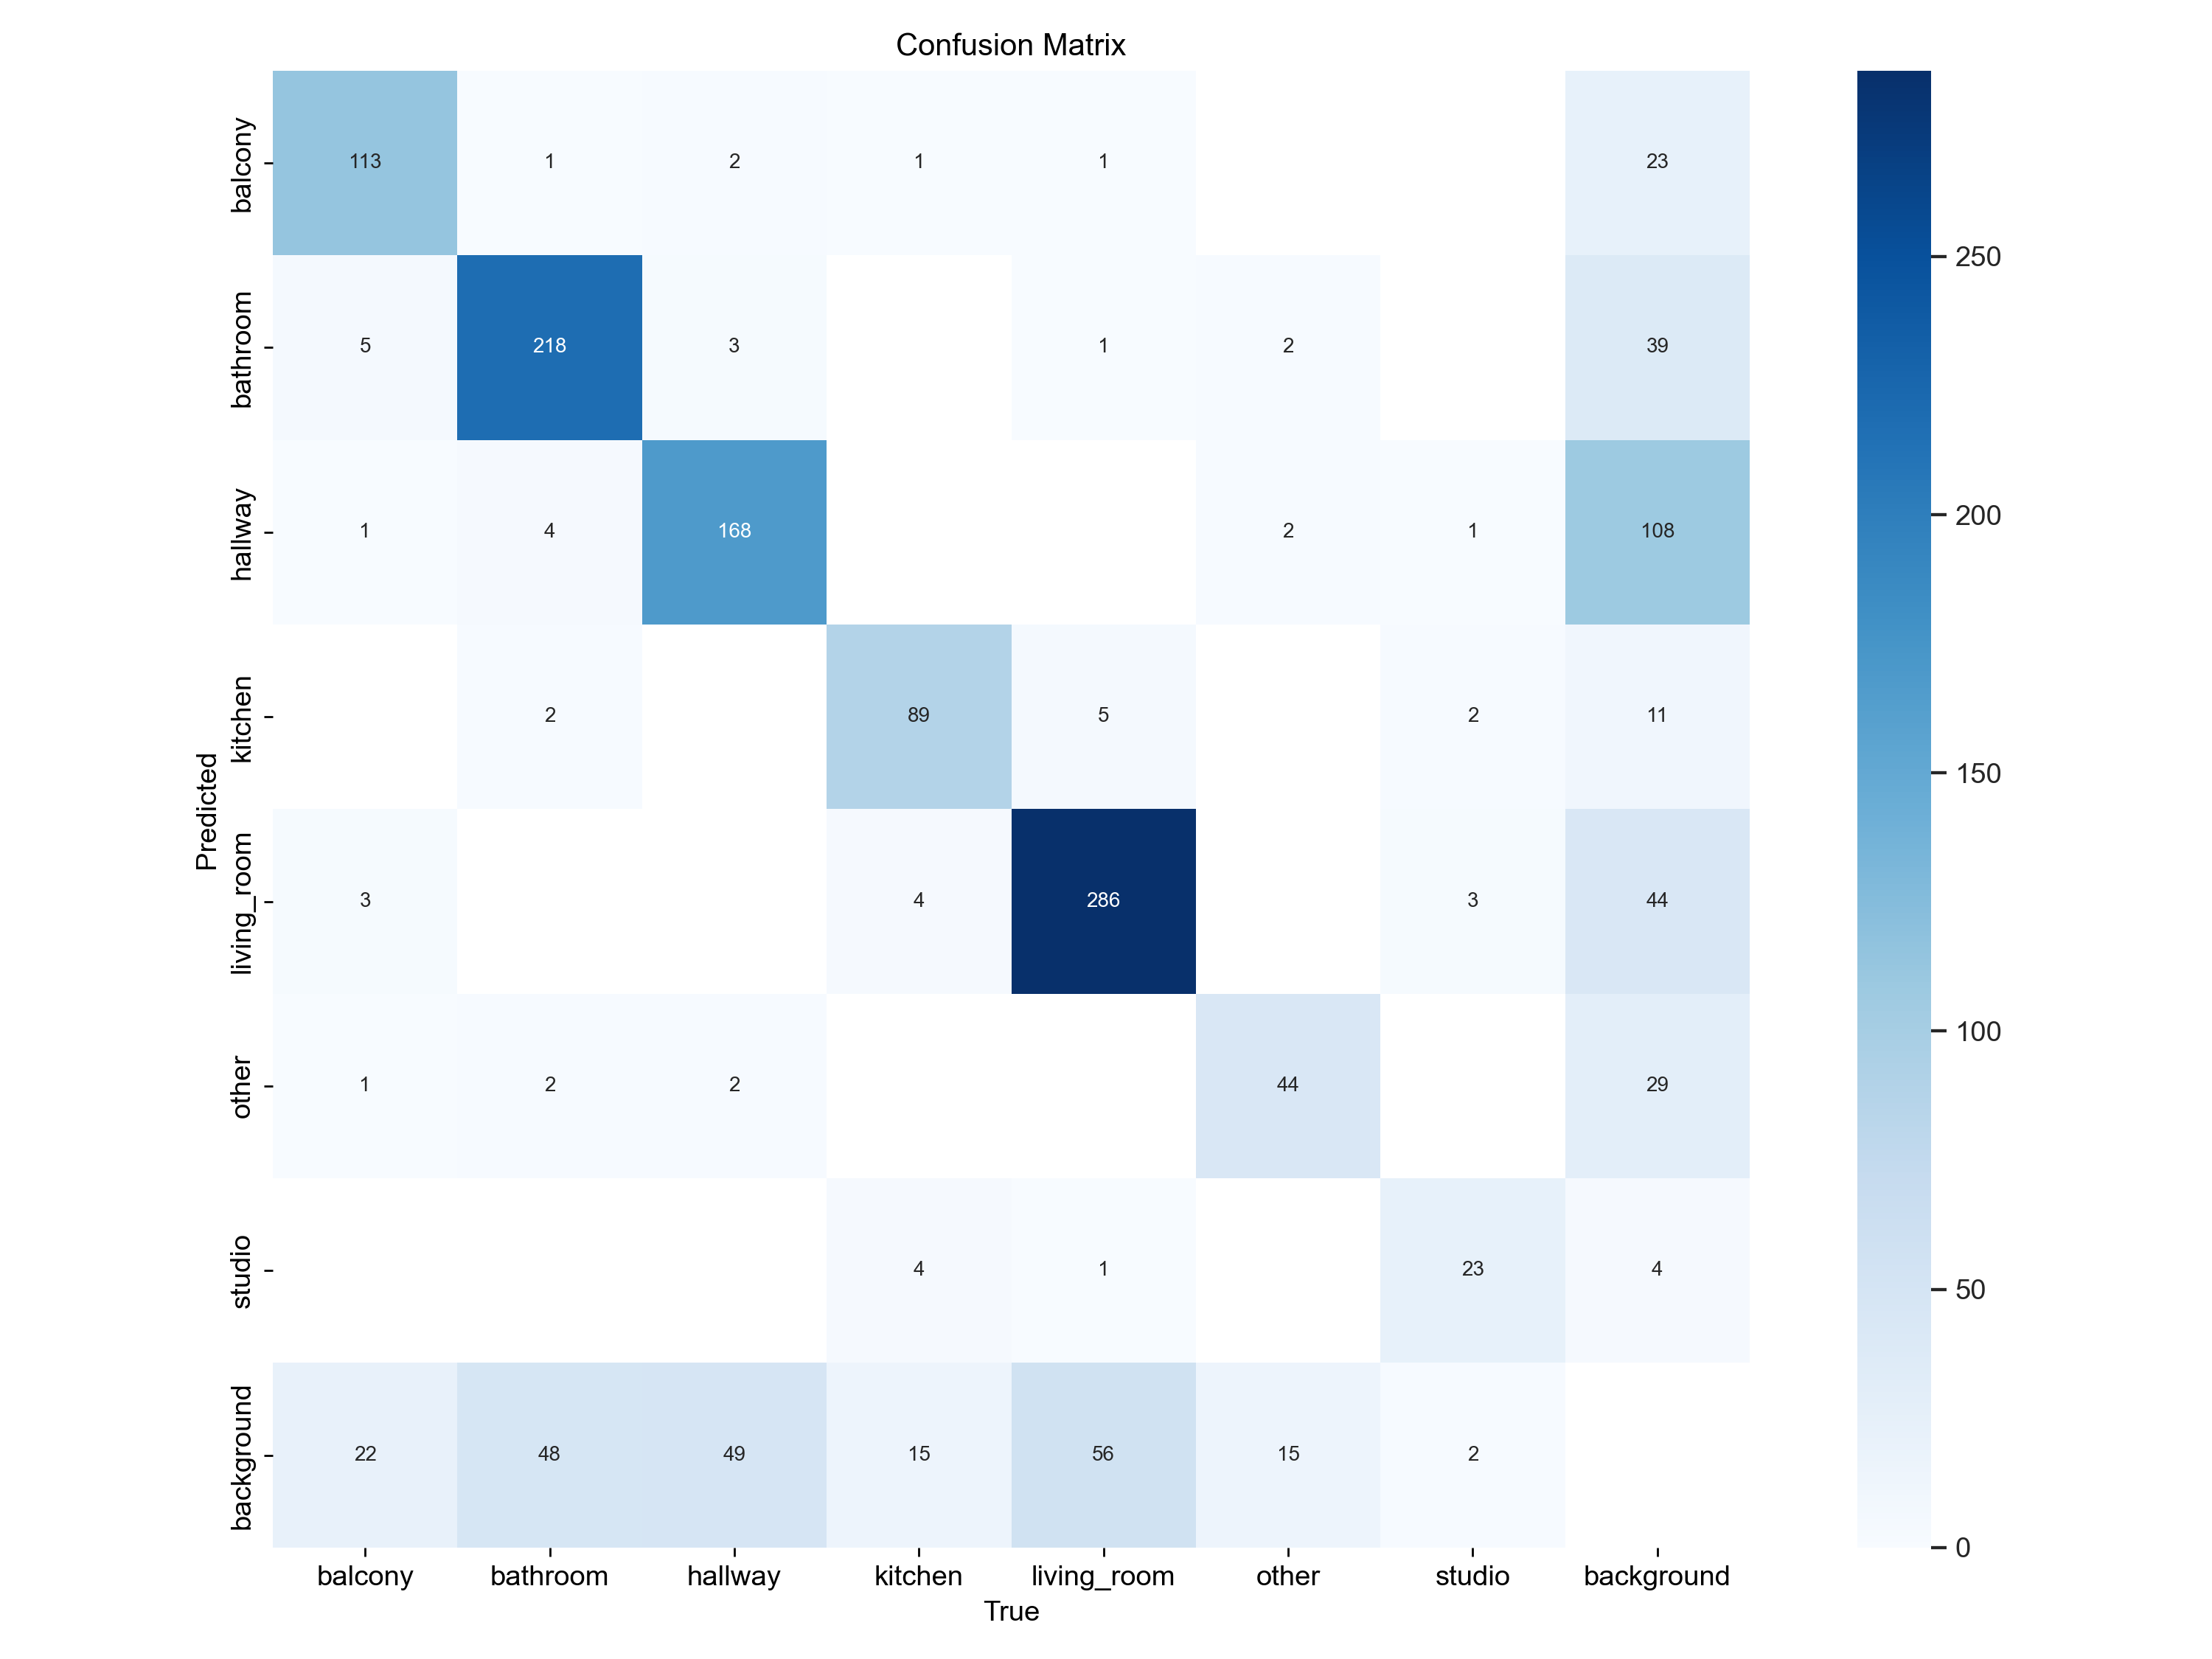 Confusion Matrix
balcony 113 1 2 1 1 23
bathroom 5 218 3 1 2 39
hallway 1 4 168 2 1 108
kitchen 2 89 5 2 11
living_room 3 4 286 3 44
other 1 2 2 44 29
studio 4 1 23 4
background 22 48 49 15 56 15 2
balcony bathroom hallway kitchen living_room other studio background
True
Predicted
250
200
150
100
50
0